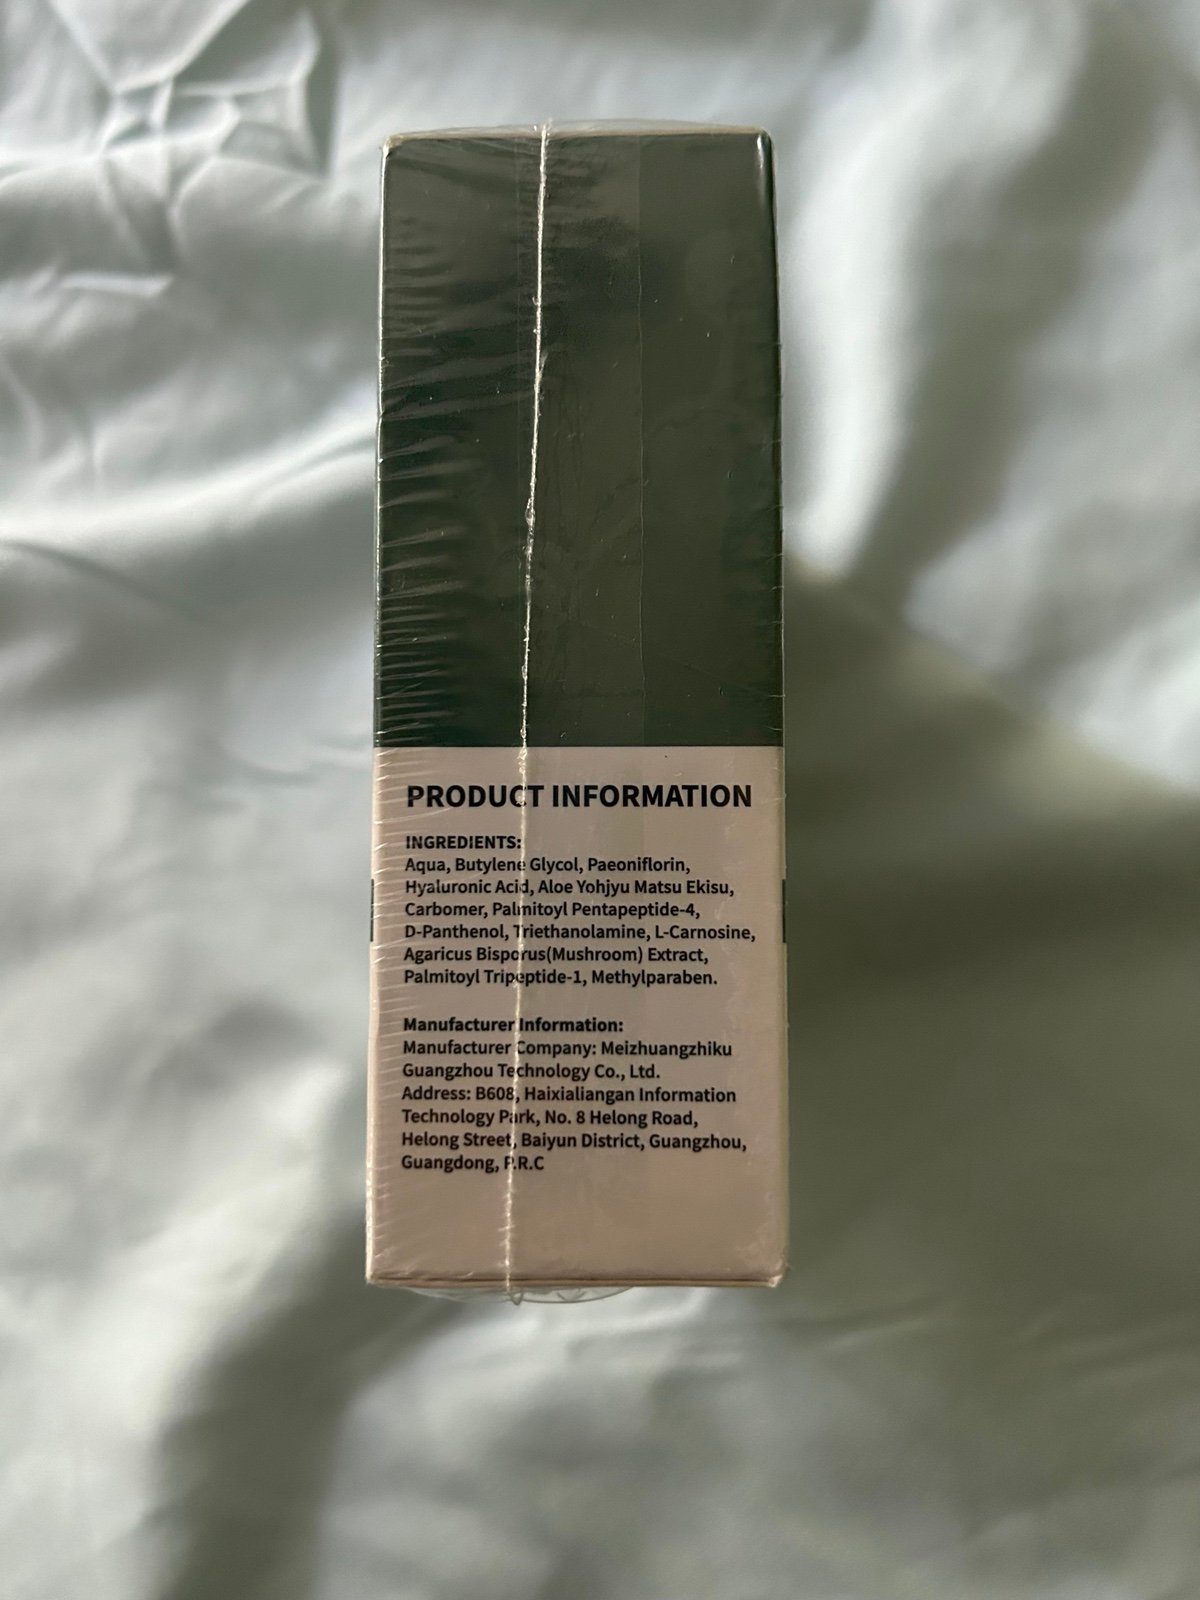 PRODUCT INFORMATION
INGREDIENTS:
Aqua, Butylene Glycol, Paeoniflorin,
Hyaluronic Acid, Aloe Yohjyu Matsu Ekisu,
Carbomer, Palmitoyl Pentapeptide-4,
D-Panthenol, Triethanolamine, L-Carnosine,
Agaricus Bisporus(Mushroom) Extract,
Palmitoyl Tripeptide-1, Methylparaben.
Manufacturer Information:
Manufacturer Company: Meizhuangzhiku
Guangzhou Technology Co., Ltd.
Address: B608, Haixialiangan Information
Technology Park, No. 8 Helong Road,
Helong Street, Baiyun District, Guangzhou,
Guangdong, P.R.C